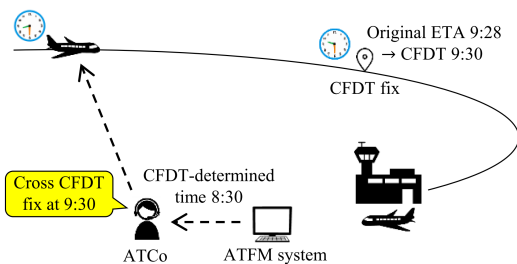 Original ETA 9:28
→ CFDT 9:30
CFDT fix
CFDT-determined
time 8:30
Cross CFDT
fix at 9:30
ATCo
ATFM system